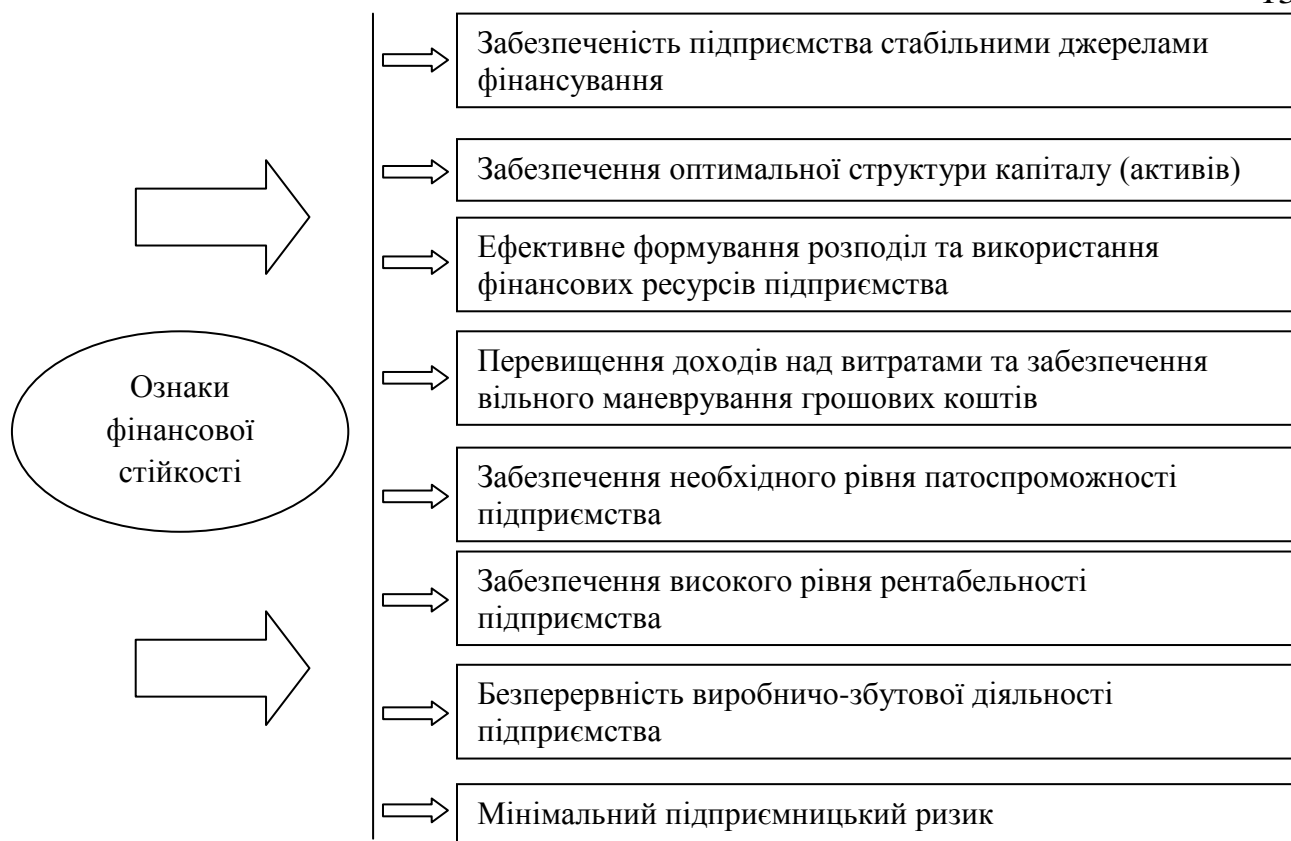 Забезпеченість підприємства стабільними джерелами
фінансування
Забезпечення оптимальної структури капіталу (активів)
Ефективне формування розподіл та використання
фінансових ресурсів підприємства
Перевищення доходів над витратами та забезпечення
вільного маневрування грошових коштів
Ознаки
фінансової
стійкості
Забезпечення необхідного рівня патоспроможності
підприємства
Забезпечення високого рівня рентабельності
підприємства
Безперервність виробничо-збутової діяльності
підприємства
Мінімальний підприємницький ризик